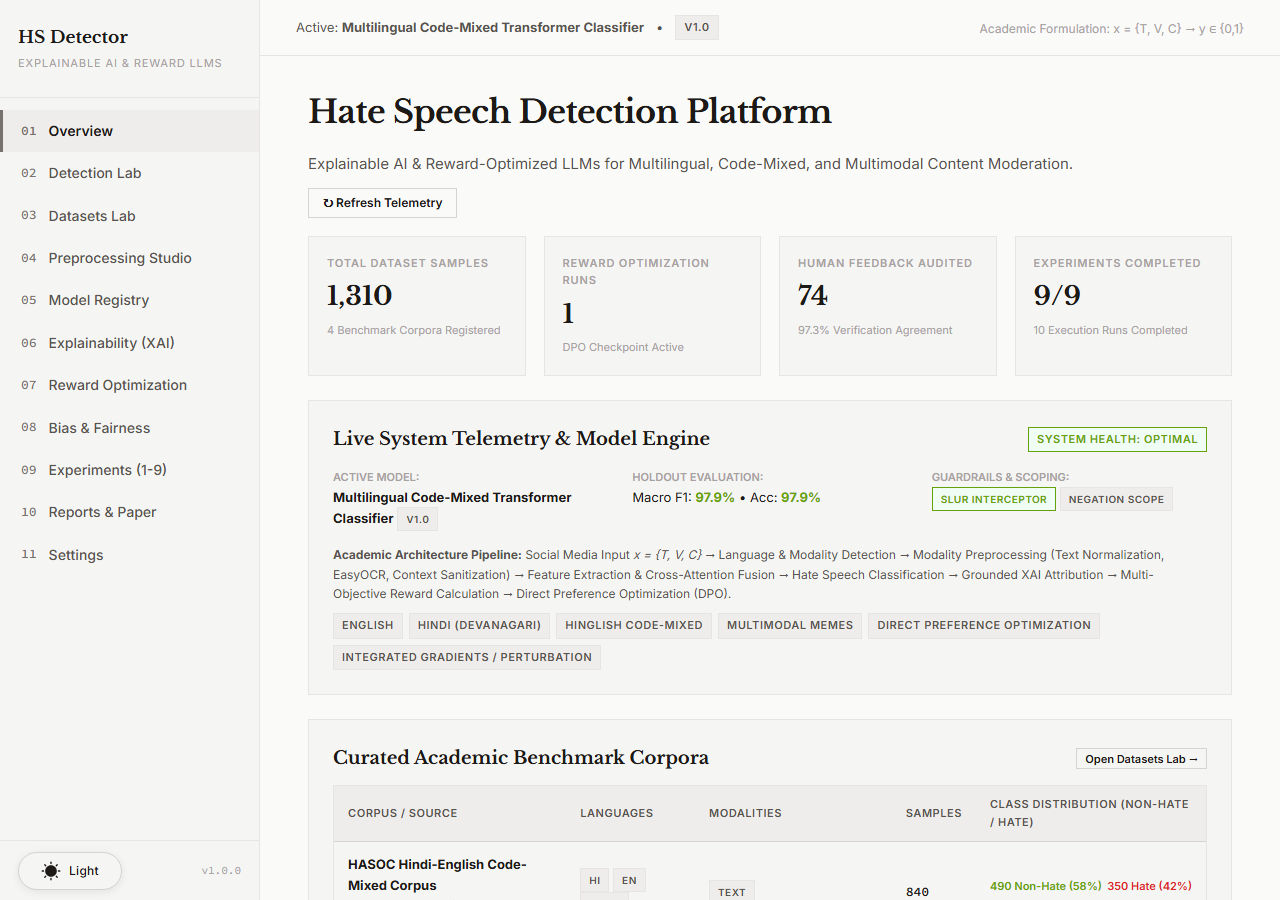 HS Detector
EXPLAINABLE AI & REWARD LLMS
01 Overview
02 Detection Lab
03 Datasets Lab
04 Preprocessing Studio
05 Model Registry
06 Explainability (XAI)
07 Reward Optimization
08 Bias & Fairness
09 Experiments (1-9)
10 Reports & Paper
11 Settings
Light
v1.0.0
Active: Multilingual Code-Mixed Transformer Classifier • V1.0
Academic Formulation: x = {T, V, C} → y ∈ {0,1}
Hate Speech Detection Platform
Explainable AI & Reward-Optimized LLMs for Multilingual, Code-Mixed, and Multimodal Content Moderation.
↻ Refresh Telemetry
TOTAL DATASET SAMPLES
1,310
4 Benchmark Corpora Registered
REWARD OPTIMIZATION
RUNS
1
DPO Checkpoint Active
HUMAN FEEDBACK AUDITED
74
97.3% Verification Agreement
EXPERIMENTS COMPLETED
9/9
10 Execution Runs Completed
Live System Telemetry & Model Engine
SYSTEM HEALTH: OPTIMAL
ACTIVE MODEL:
Multilingual Code-Mixed Transformer
Classifier V1.0
HOLDOUT EVALUATION:
Macro F1: 97.9% • Acc: 97.9%
GUARDRAILS & SCOPING:
SLUR INTERCEPTOR NEGATION SCOPE
Academic Architecture Pipeline: Social Media Input x = {T, V, C} → Language & Modality Detection → Modality Preprocessing (Text Normalization,
EasyOCR, Context Sanitization) → Feature Extraction & Cross-Attention Fusion → Hate Speech Classification → Grounded XAI Attribution → Multi-
Objective Reward Calculation → Direct Preference Optimization (DPO).
ENGLISH HINDI (DEVANAGARI) HINGLISH CODE-MIXED MULTIMODAL MEMES DIRECT PREFERENCE OPTIMIZATION
INTEGRATED GRADIENTS / PERTURBATION
Curated Academic Benchmark Corpora
Open Datasets Lab →
CORPUS / SOURCE LANGUAGES MODALITIES SAMPLES CLASS DISTRIBUTION (NON-HATE
/ HATE)
HASOC Hindi-English Code-
Mixed Corpus
HI EN
TEXT
840
490 Non-Hate (58%) 350 Hate (42%)